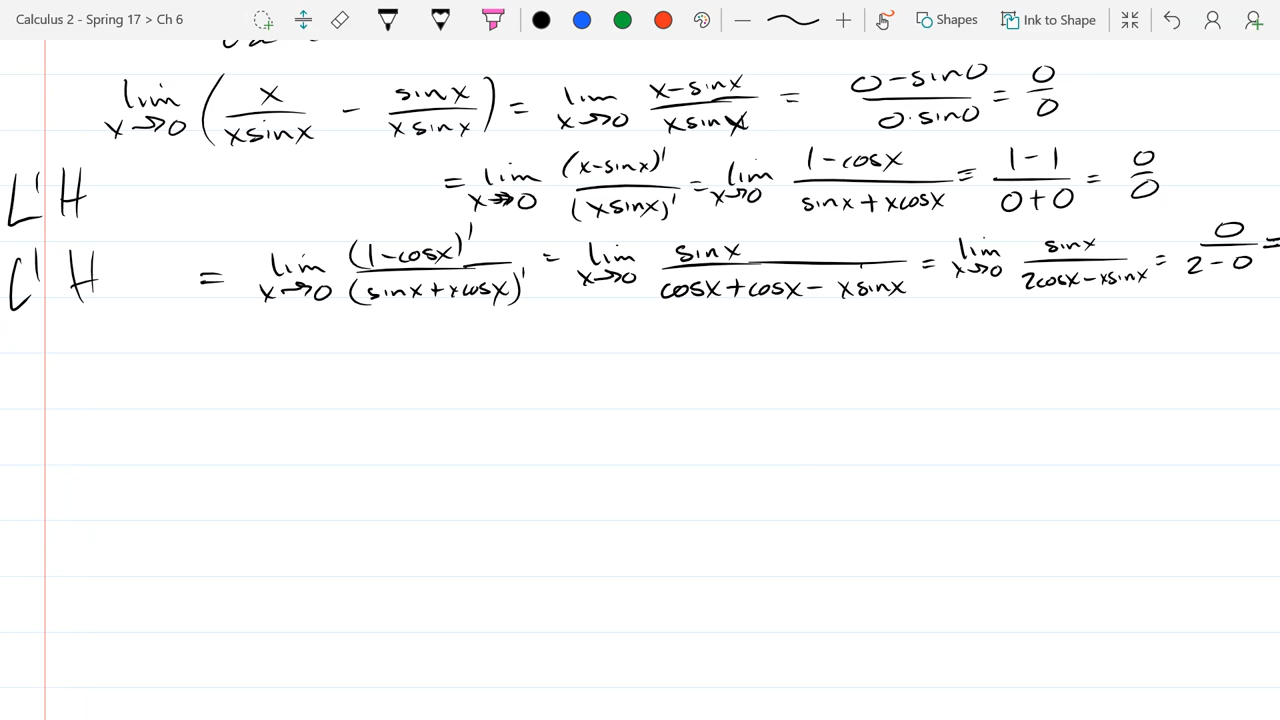 Calculus 2 - Spring 17 > Ch 6
Shapes
Ink to Shape
lim x→0 ( x / x sin x − sin x / x sin x ) = lim x→0 x−sin x / x sin x = 0−sin 0 / 0·sin 0 = 0/0
L'H = lim x→0 (x−sin x)' / (x sin x)' = lim x→0 1−cos x / sin x + x cos x = 1−1 / 0+0 = 0/0
L'H = lim x→0 (1−cos x)' / (sin x + x cos x)' = lim x→0 sin x / cos x + cos x − x sin x = lim x→0 sin x / 2cos x − x sin x = 0 / 2−0 =